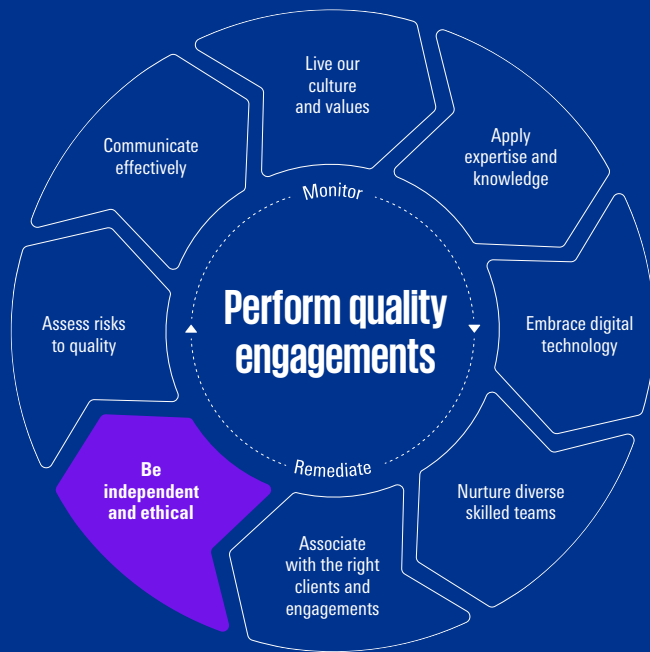 Live our
culture
and values
Apply
expertise and
knowledge
Embrace digital
technology
Nurture diverse
skilled teams
Associate
with the right
clients and
engagements
Be
independent
and ethical
Assess risks
to quality
Communicate
effectively
Monitor
Perform quality
engagements
Remediate